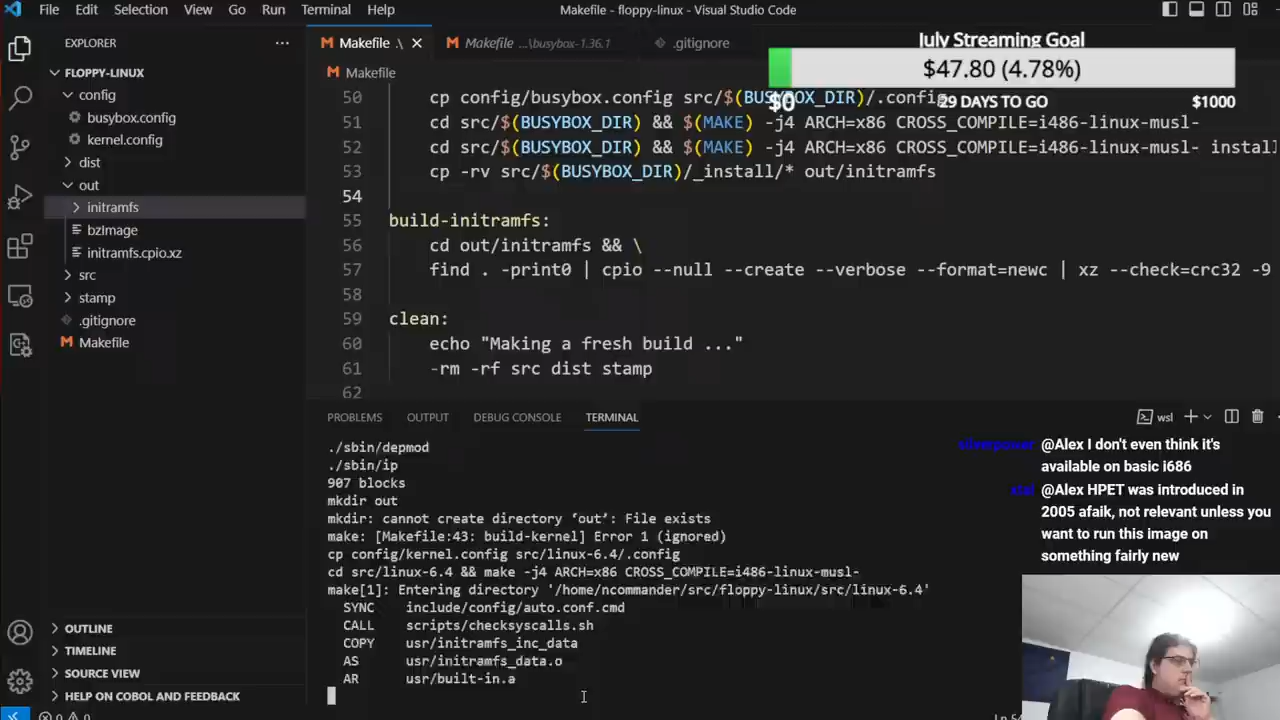 File Edit Selection View Go Run Terminal Help
Makefile - floppy-linux - Visual Studio Code
EXPLORER
FLOPPY-LINUX
config
busybox.config
kernel.config
dist
out
initramfs
bzImage
initramfs.cpio.xz
src
stamp
.gitignore
Makefile
OUTLINE
TIMELINE
SOURCE VIEW
HELP ON COBOL AND FEEDBACK
0 0
Makefile .\
Makefile ...\busybox-1.36.1
.gitignore
Makefile
July Streaming Goal
$47.80 (4.78%)
$0
29 DAYS TO GO
$1000
50 cp config/busybox.config src/$(BUSYBOX_DIR)/.config
51 cd src/$(BUSYBOX_DIR) && $(MAKE) -j4 ARCH=x86 CROSS_COMPILE=i486-linux-musl-
52 cd src/$(BUSYBOX_DIR) && $(MAKE) -j4 ARCH=x86 CROSS_COMPILE=i486-linux-musl- install
53 cp -rv src/$(BUSYBOX_DIR)/_install/* out/initramfs
54
55 build-initramfs:
56 cd out/initramfs && \
57 find . -print0 | cpio --null --create --verbose --format=newc | xz --check=crc32 -9
58
59 clean:
60 echo "Making a fresh build ..."
61 -rm -rf src dist stamp
62
PROBLEMS OUTPUT DEBUG CONSOLE TERMINAL
wsl
./sbin/depmod
./sbin/ip
907 blocks
mkdir out
mkdir: cannot create directory ‘out’: File exists
make: [Makefile:43: build-kernel] Error 1 (ignored)
cp config/kernel.config src/linux-6.4/.config
cd src/linux-6.4 && make -j4 ARCH=x86 CROSS_COMPILE=i486-linux-musl-
make[1]: Entering directory '/home/ncommander/src/floppy-linux/src/linux-6.4'
SYNC include/config/auto.conf.cmd
CALL scripts/checksyscalls.sh
COPY usr/initramfs_inc_data
AS usr/initramfs_data.o
AR usr/built-in.a
silverpower @Alex I don't even think it's
available on basic i686
@Alex HPET was introduced in
2005 afaik, not relevant unless you
want to run this image on
something fairly new